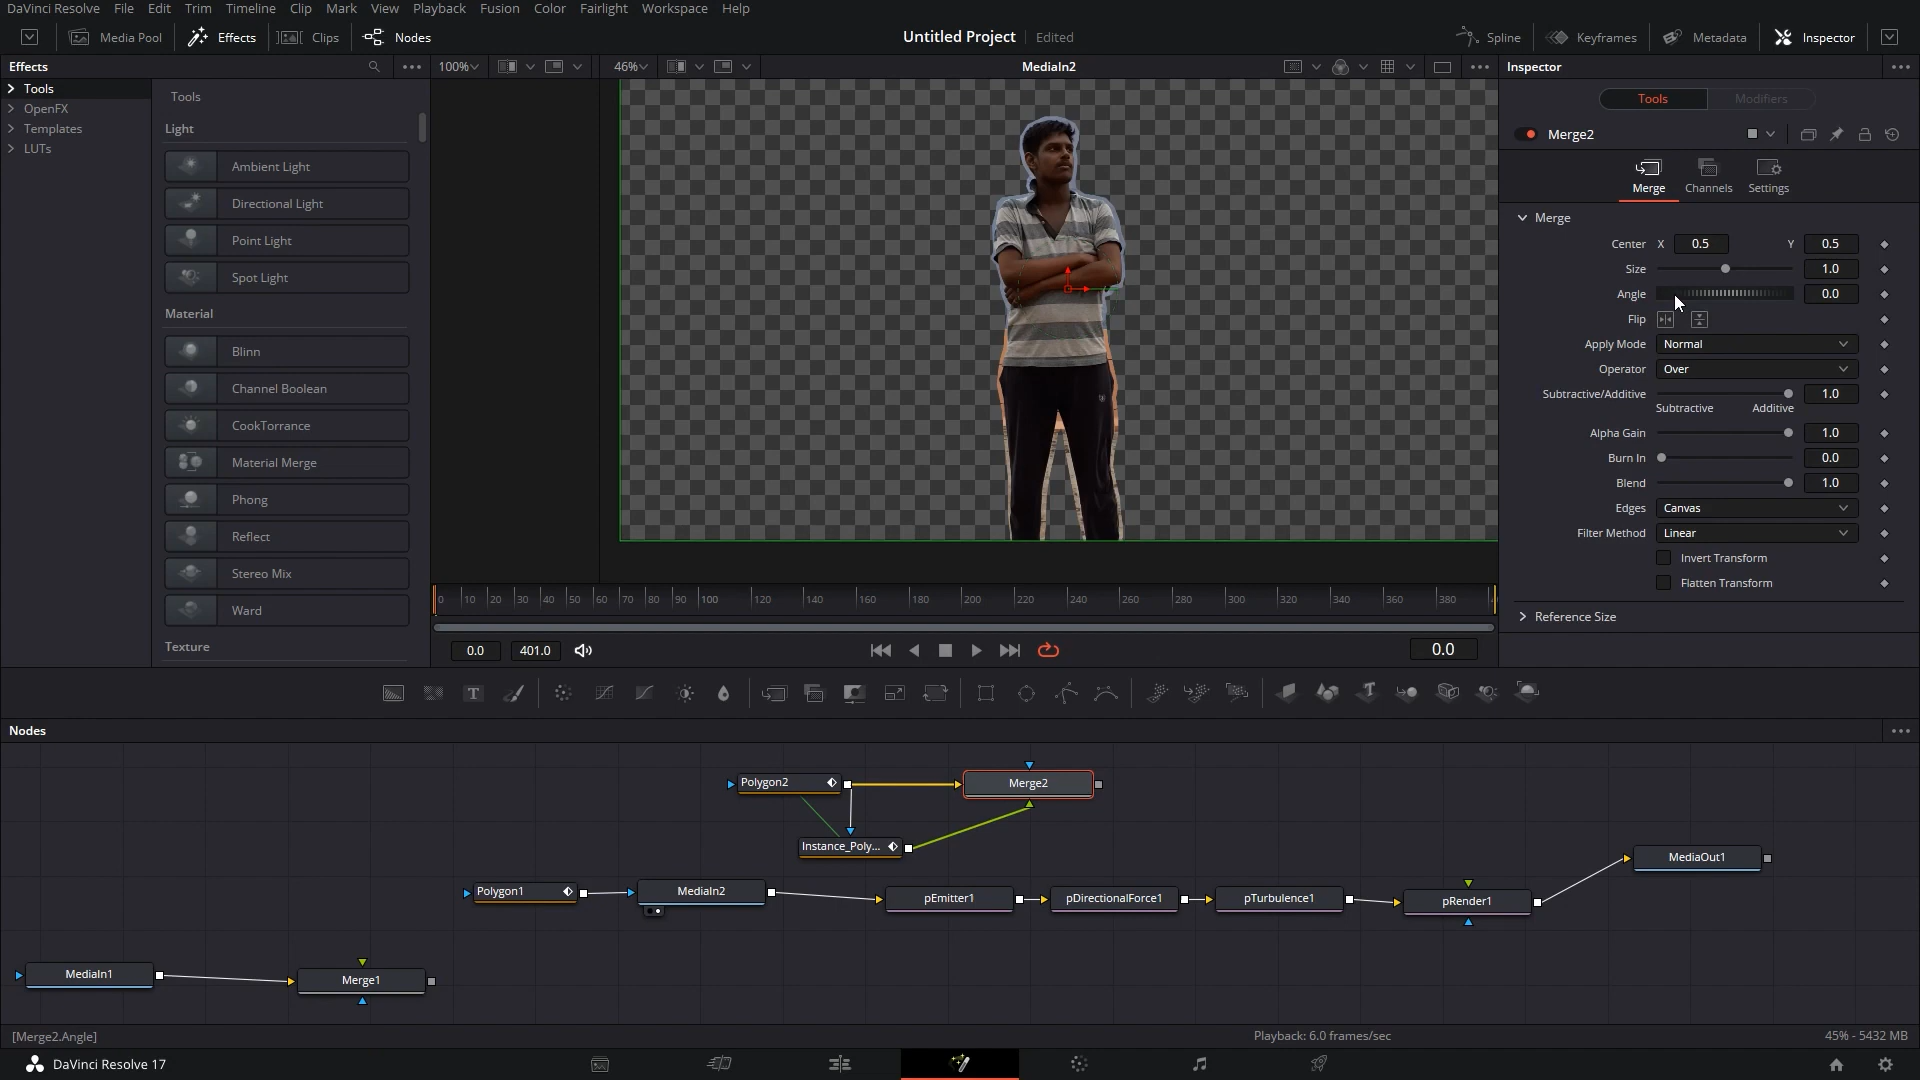 DaVinci Resolve File Edit Trim Timeline Clip Mark View Playback Fusion Color Fairlight Workspace Help
Media Pool Effects Clips Nodes
Untitled Project Edited
Spline Keyframes Metadata Inspector
Effects
100%
46%
MediaIn2
Inspector
Tools
OpenFX
Templates
LUTs
Tools
Light
Ambient Light
Directional Light
Point Light
Spot Light
Material
Blinn
Channel Boolean
CookTorrance
Material Merge
Phong
Reflect
Stereo Mix
Ward
Texture
Tools Modifiers
Merge2
Merge Channels Settings
Merge
Center X 0.5 Y 0.5
Size 1.0
Angle 0.0
Flip
Apply Mode Normal
Operator Over
Subtractive/Additive 1.0
Subtractive Additive
Alpha Gain 1.0
Burn In 0.0
Blend 1.0
Edges Canvas
Filter Method Linear
Invert Transform
Flatten Transform
Reference Size
0 10 20 30 40 50 60 70 80 90 100 120 140 160 180 200 220 240 260 280 300 320 340 360 380
0.0 401.0
0.0
Nodes
Polygon2
Merge2
Instance_Poly...
MediaOut1
Polygon1
MediaIn2
pEmitter1
pDirectionalForce1
pTurbulence1
pRender1
MediaIn1
Merge1
[Merge2.Angle]
Playback: 6.0 frames/sec
45% - 5432 MB
DaVinci Resolve 17